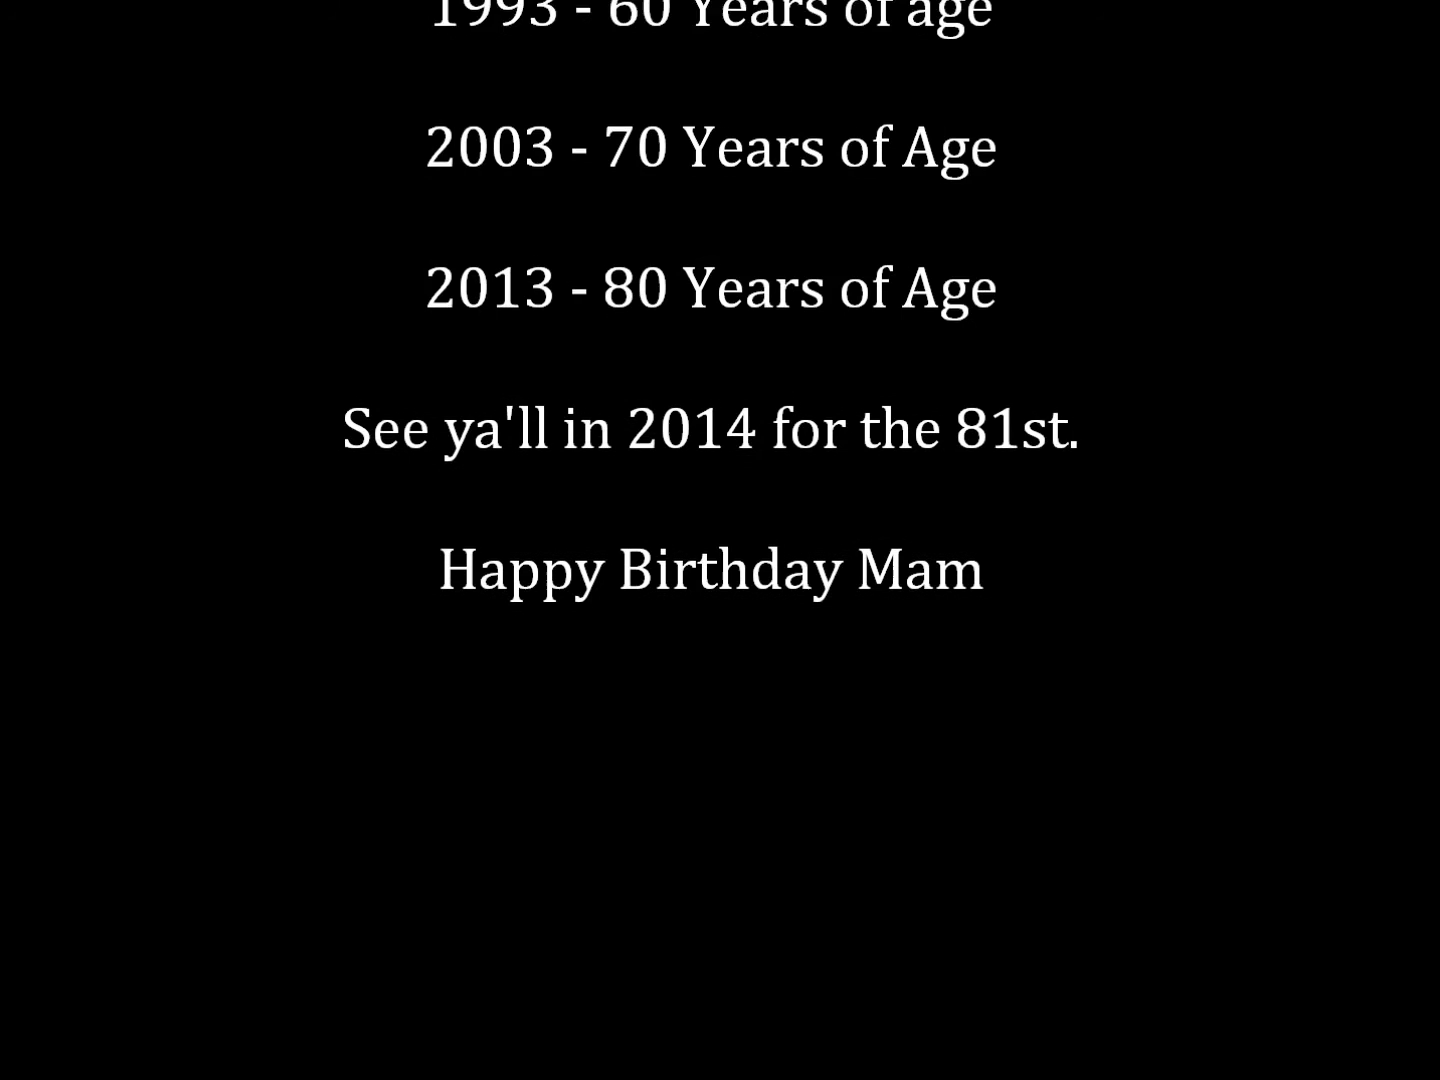 1993 - 60 Years of age
2003 - 70 Years of Age
2013 - 80 Years of Age
See ya'll in 2014 for the 81st.
Happy Birthday Mam